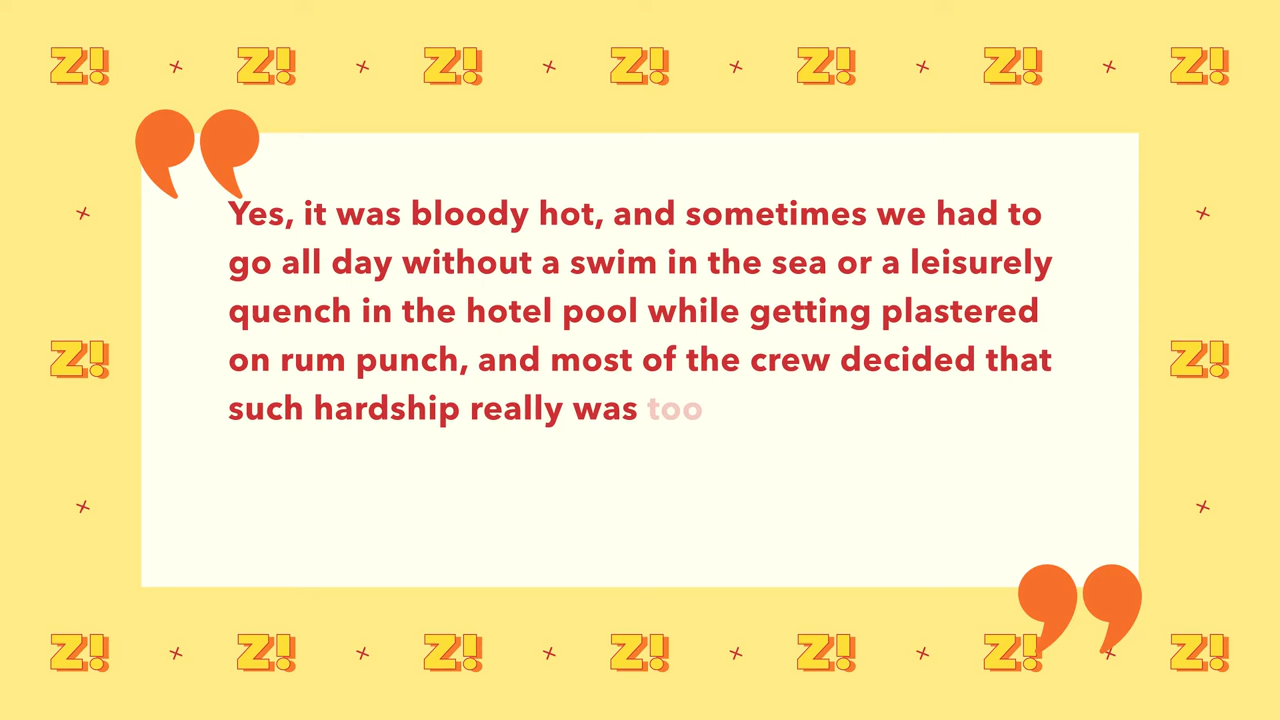 Z! Z! Z! Z! Z! Z! Z!
Yes, it was bloody hot, and sometimes we had to
go all day without a swim in the sea or a leisurely
quench in the hotel pool while getting plastered
on rum punch, and most of the crew decided that
such hardship really was too
Z! Z!
Z! Z! Z! Z! Z! Z! Z!